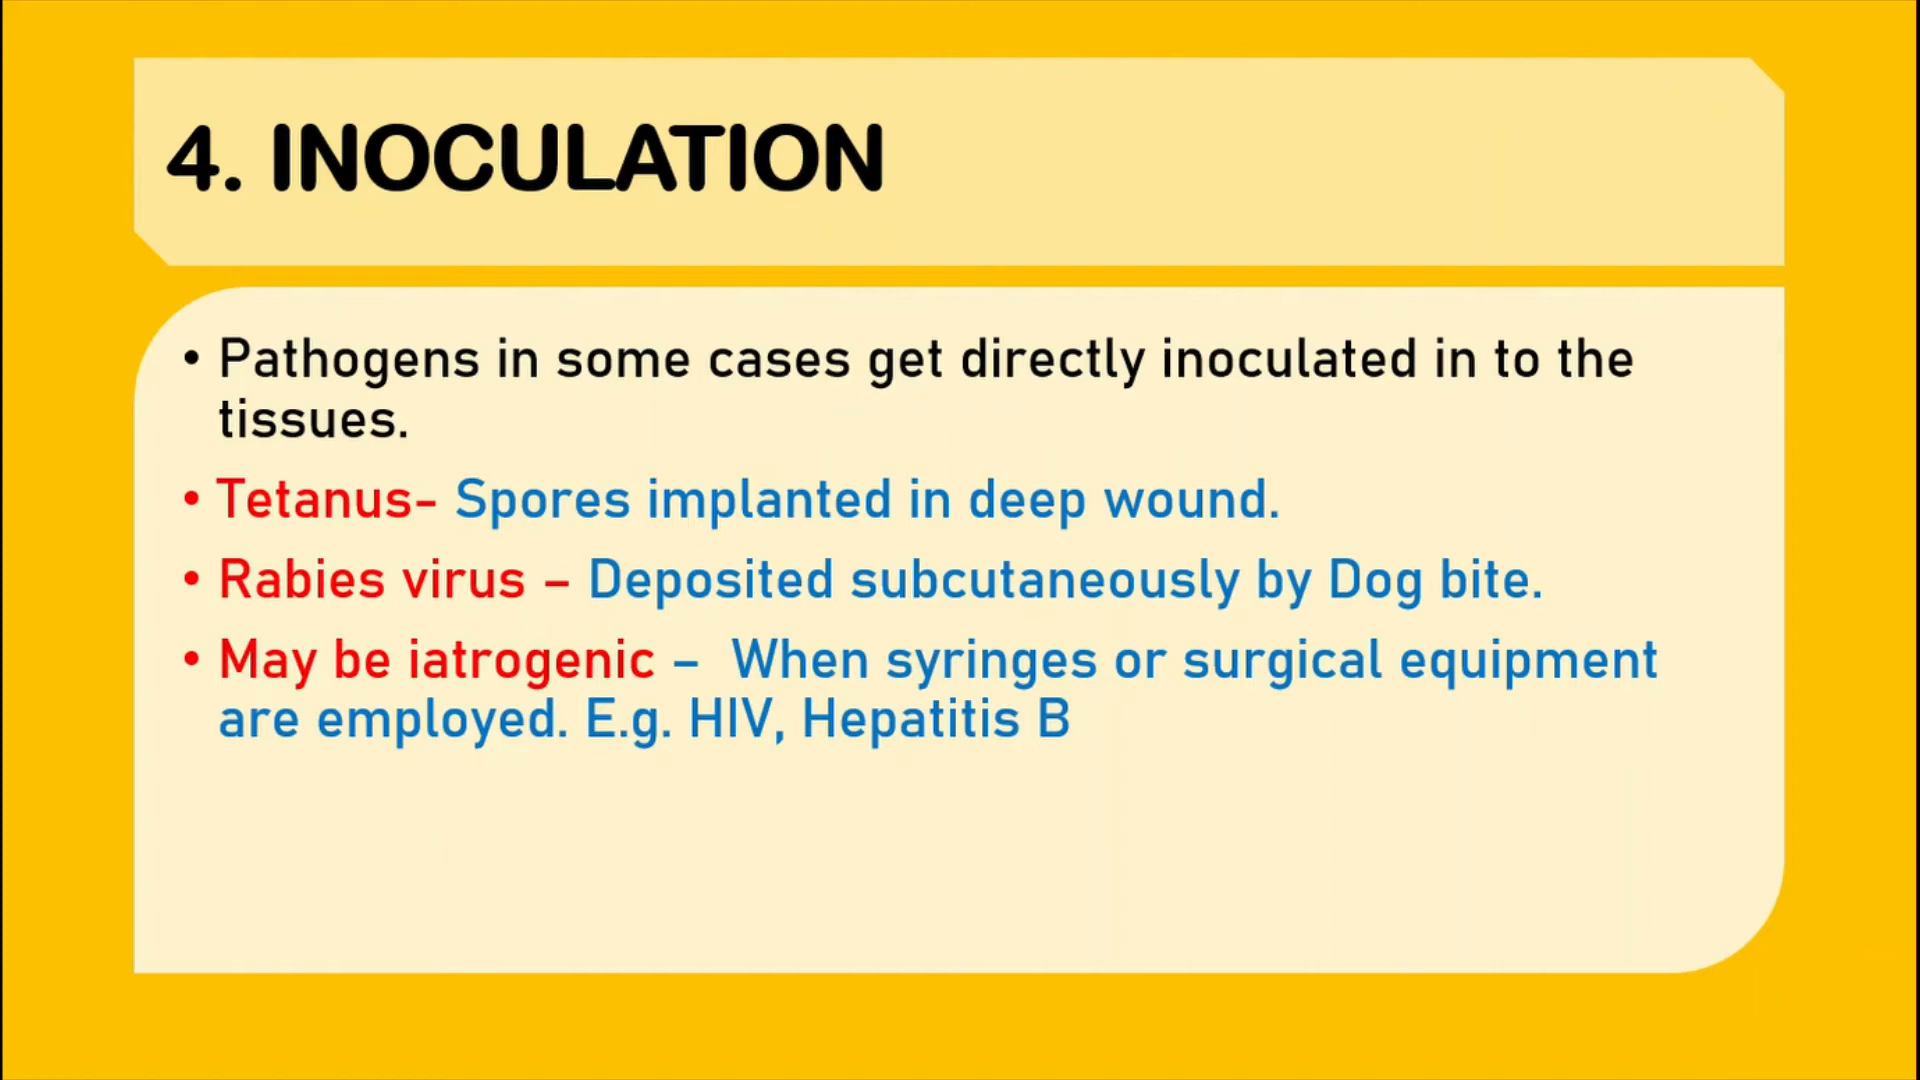 4. INOCULATION
• Pathogens in some cases get directly inoculated in to the
tissues.
• Tetanus- Spores implanted in deep wound.
• Rabies virus – Deposited subcutaneously by Dog bite.
• May be iatrogenic –  When syringes or surgical equipment
are employed. E.g. HIV, Hepatitis B